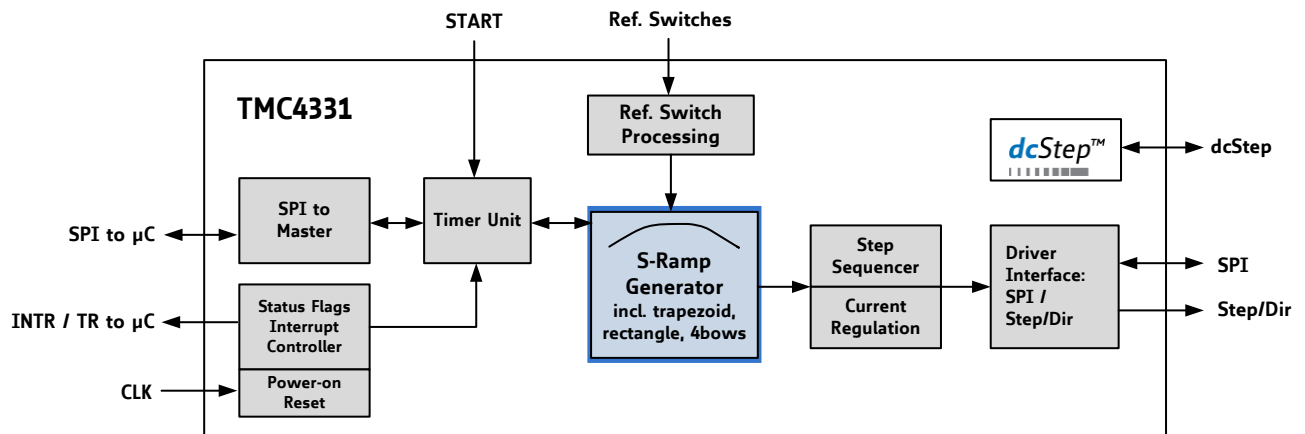 START
Ref. Switches
TMC4331
Ref. Switch
Processing
dcStep™
dcStep
SPI to µC
SPI to
Master
Timer Unit
S-Ramp
Generator
incl. trapezoid,
rectangle, 4bows
Step
Sequencer
Current
Regulation
Driver
Interface:
SPI /
Step/Dir
SPI
Step/Dir
INTR / TR to µC
Status Flags
Interrupt
Controller
CLK
Power-on
Reset